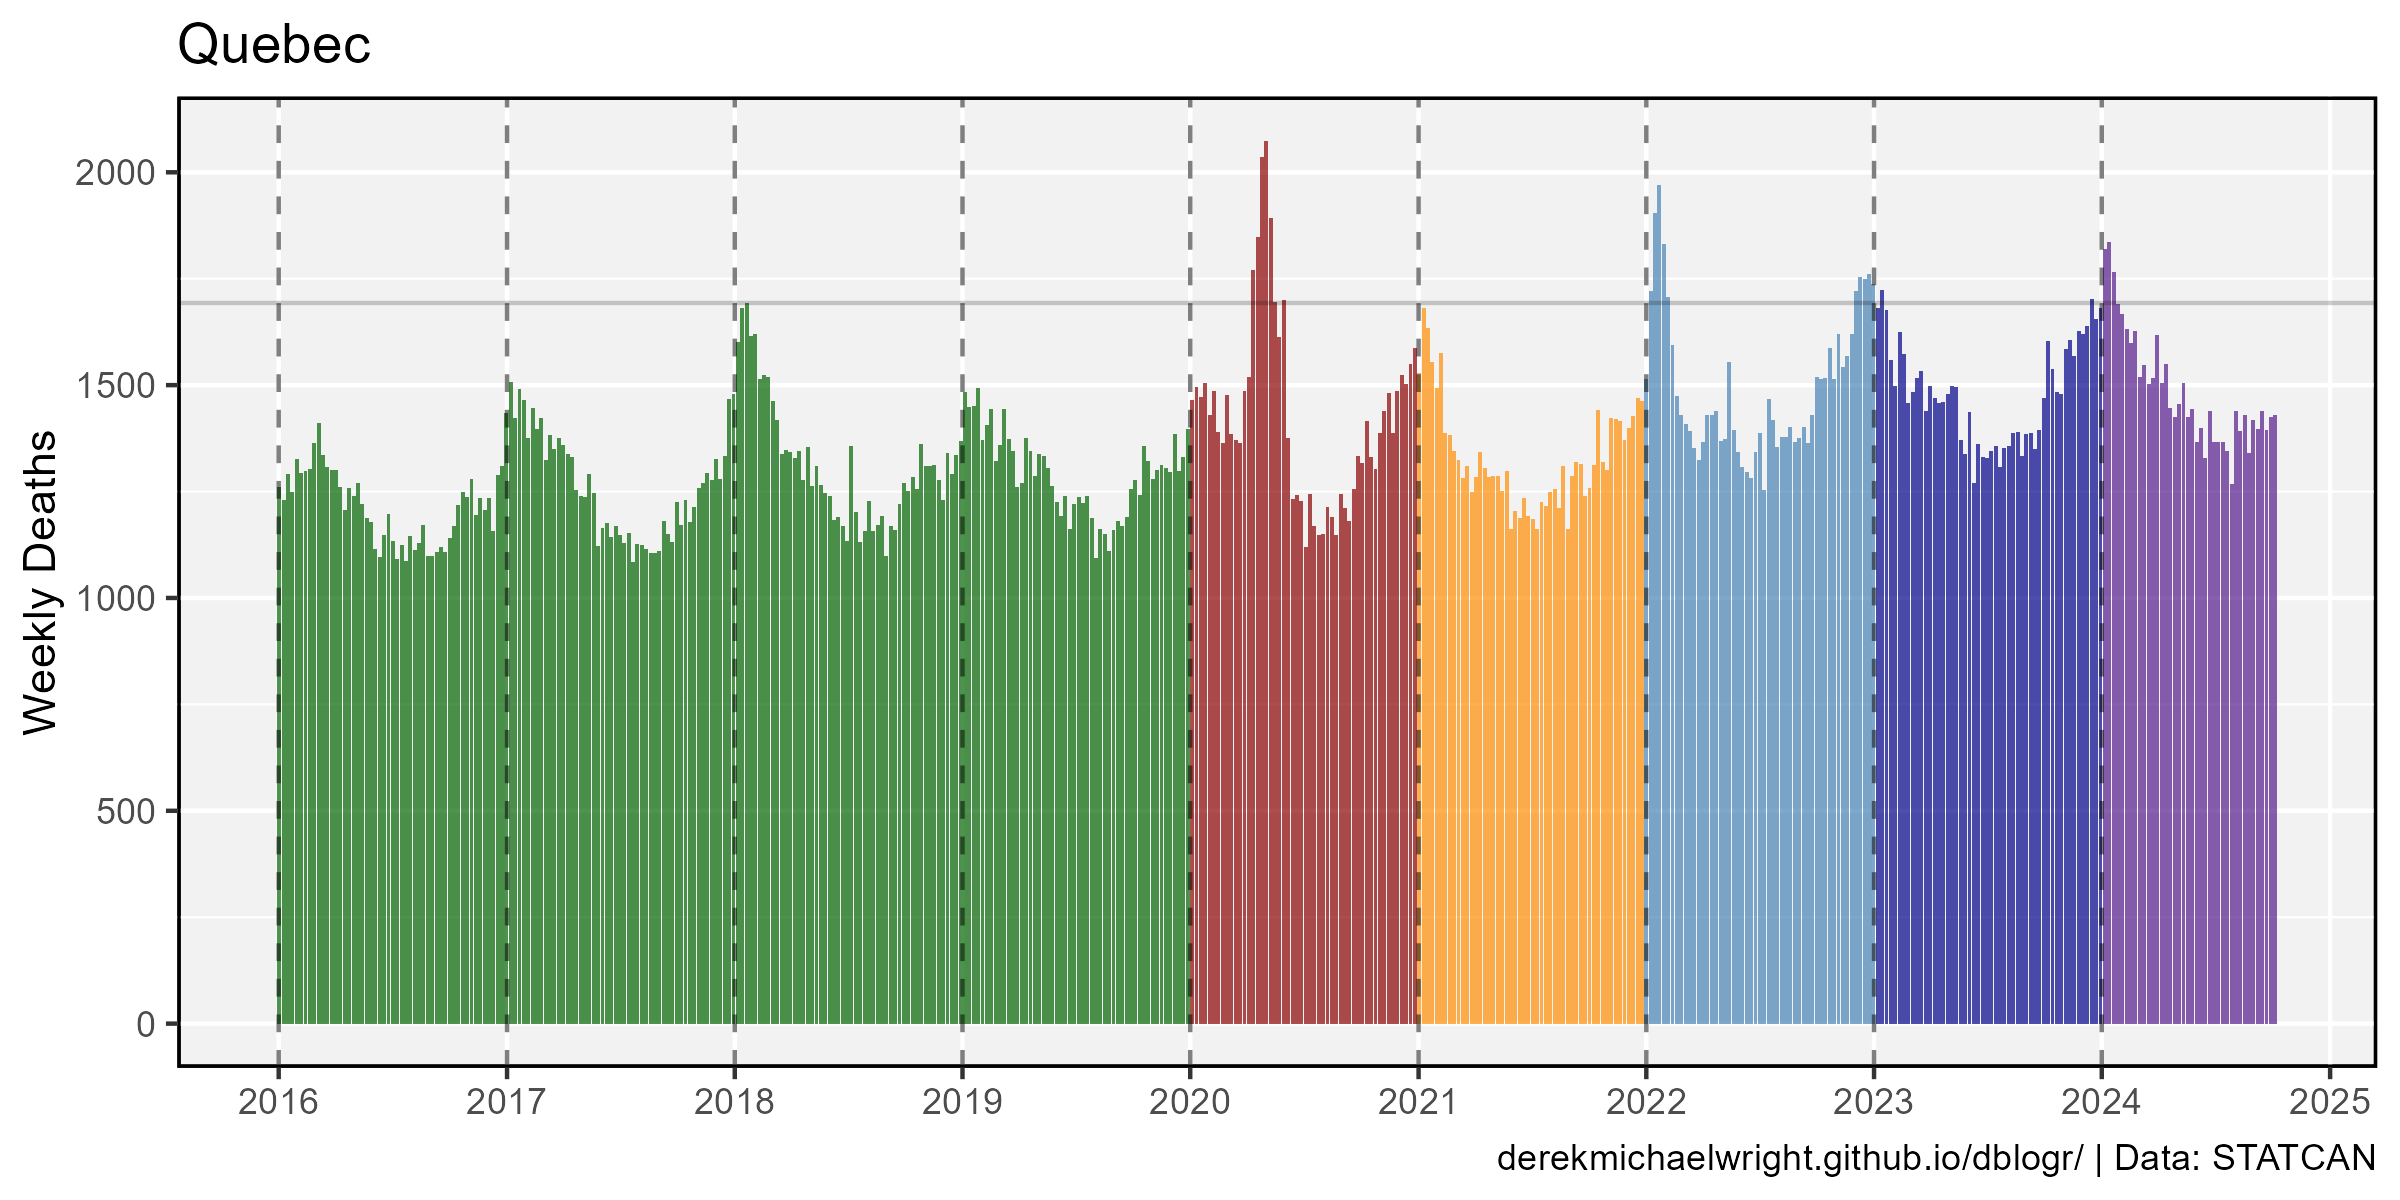 Quebec
Weekly Deaths
2000
1500
1000
500
0
2016 2017 2018 2019 2020 2021 2022 2023 2024 2025
derekmichaelwright.github.io/dblogr/ | Data: STATCAN